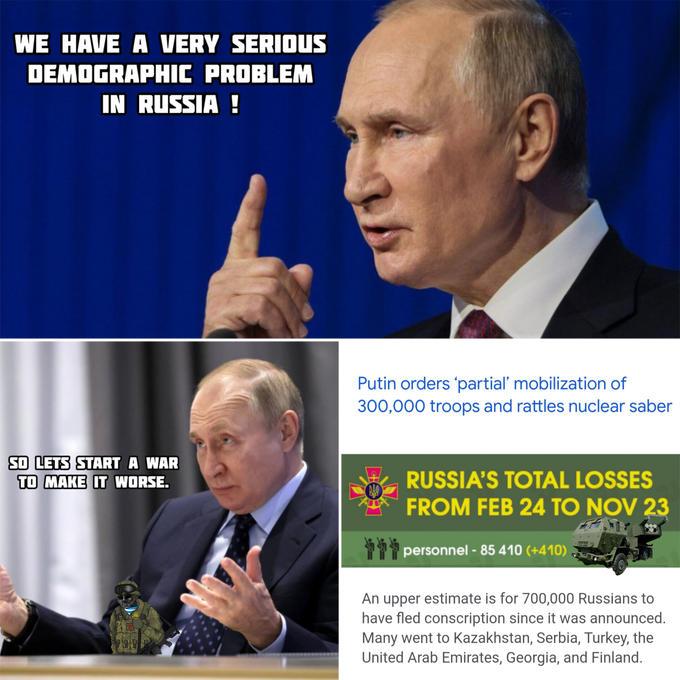 WE HAVE A VERY SERIOUS
DEMOGRAPHIC PROBLEM
IN RUSSIA !
SO LETS START A WAR
TO MAKE IT WORSE.
Putin orders ‘partial’ mobilization of
300,000 troops and rattles nuclear saber
RUSSIA'S TOTAL LOSSES
FROM FEB 24 TO NOV 23
personnel - 85 410 (+410)
An upper estimate is for 700,000 Russians to
have fled conscription since it was announced.
Many went to Kazakhstan, Serbia, Turkey, the
United Arab Emirates, Georgia, and Finland.